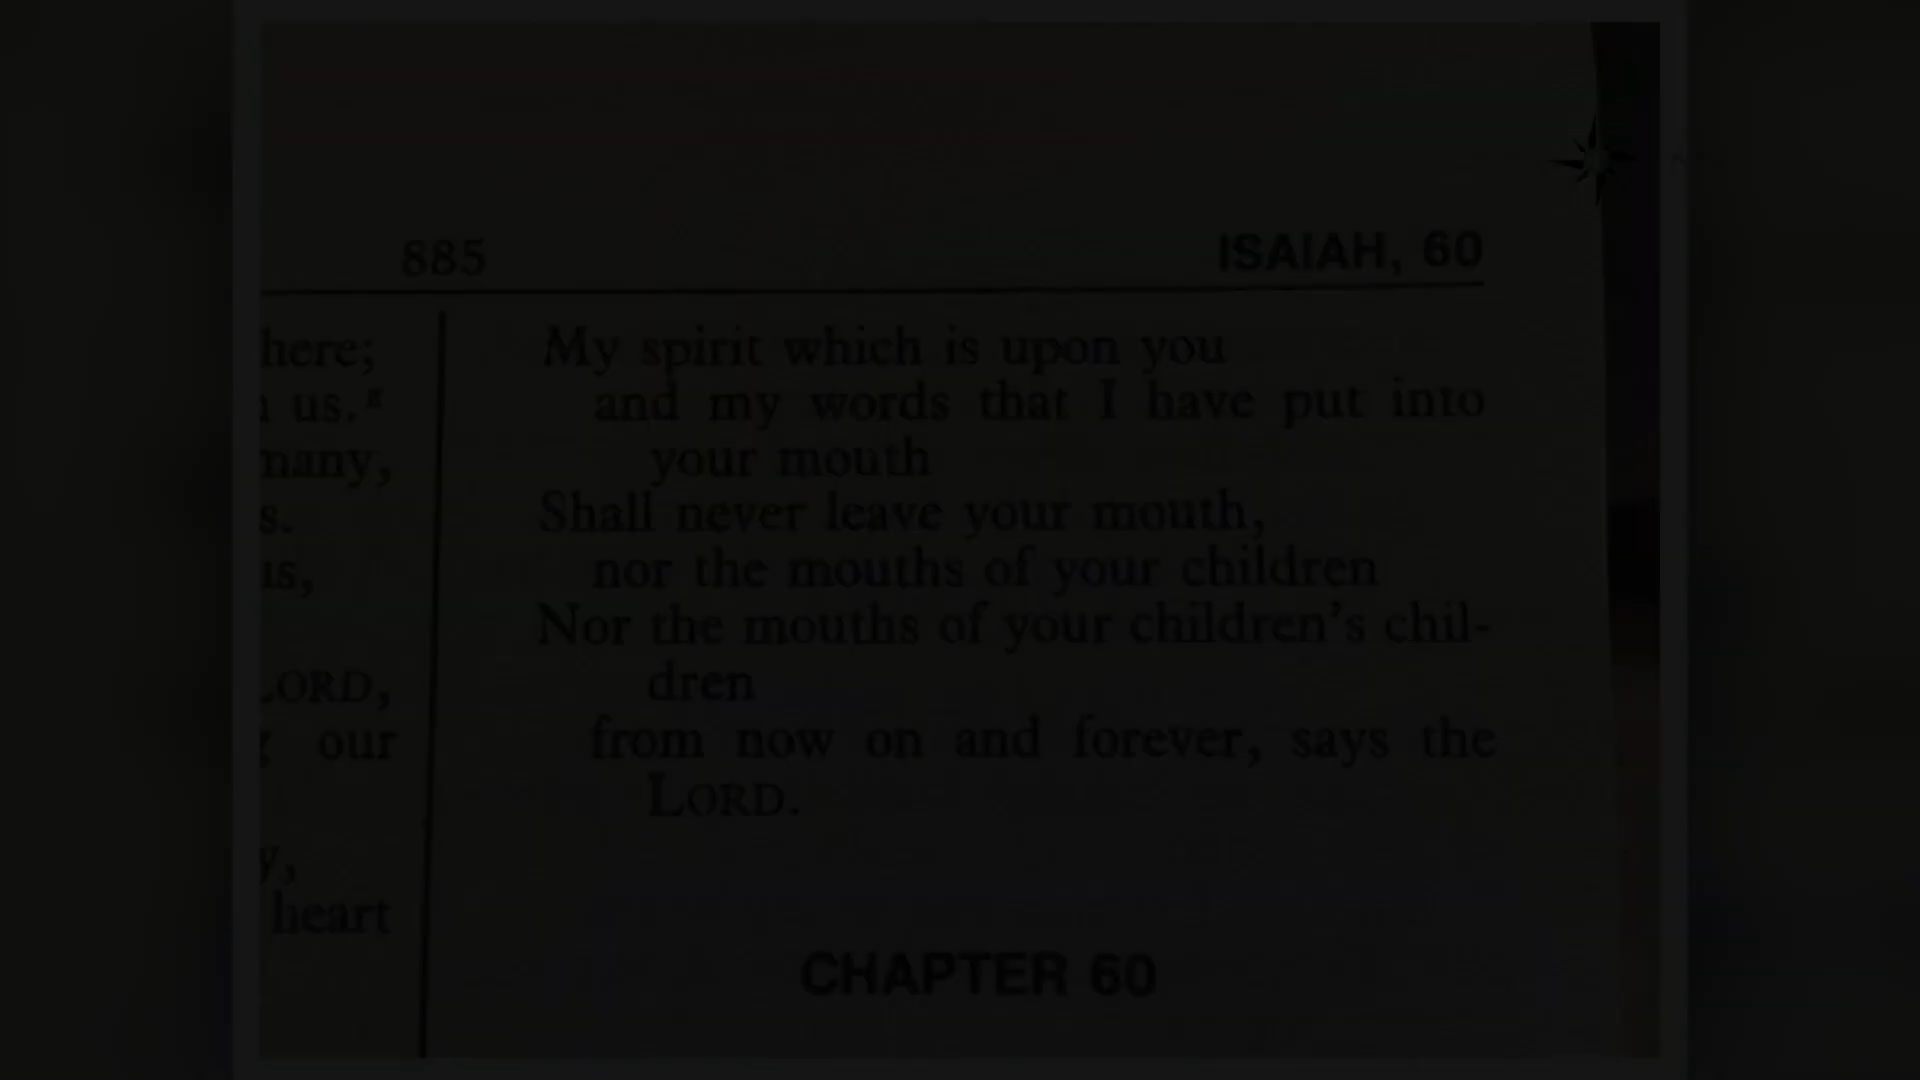 885
ISAIAH, 60
here;
us.
many,
s.
us,
LORD,
our
y,
heart
My spirit which is upon you
and my words that I have put into
your mouth
Shall never leave your mouth,
nor the mouths of your children
Nor the mouths of your children's chil-
dren
from now on and forever, says the
LORD.
CHAPTER 60